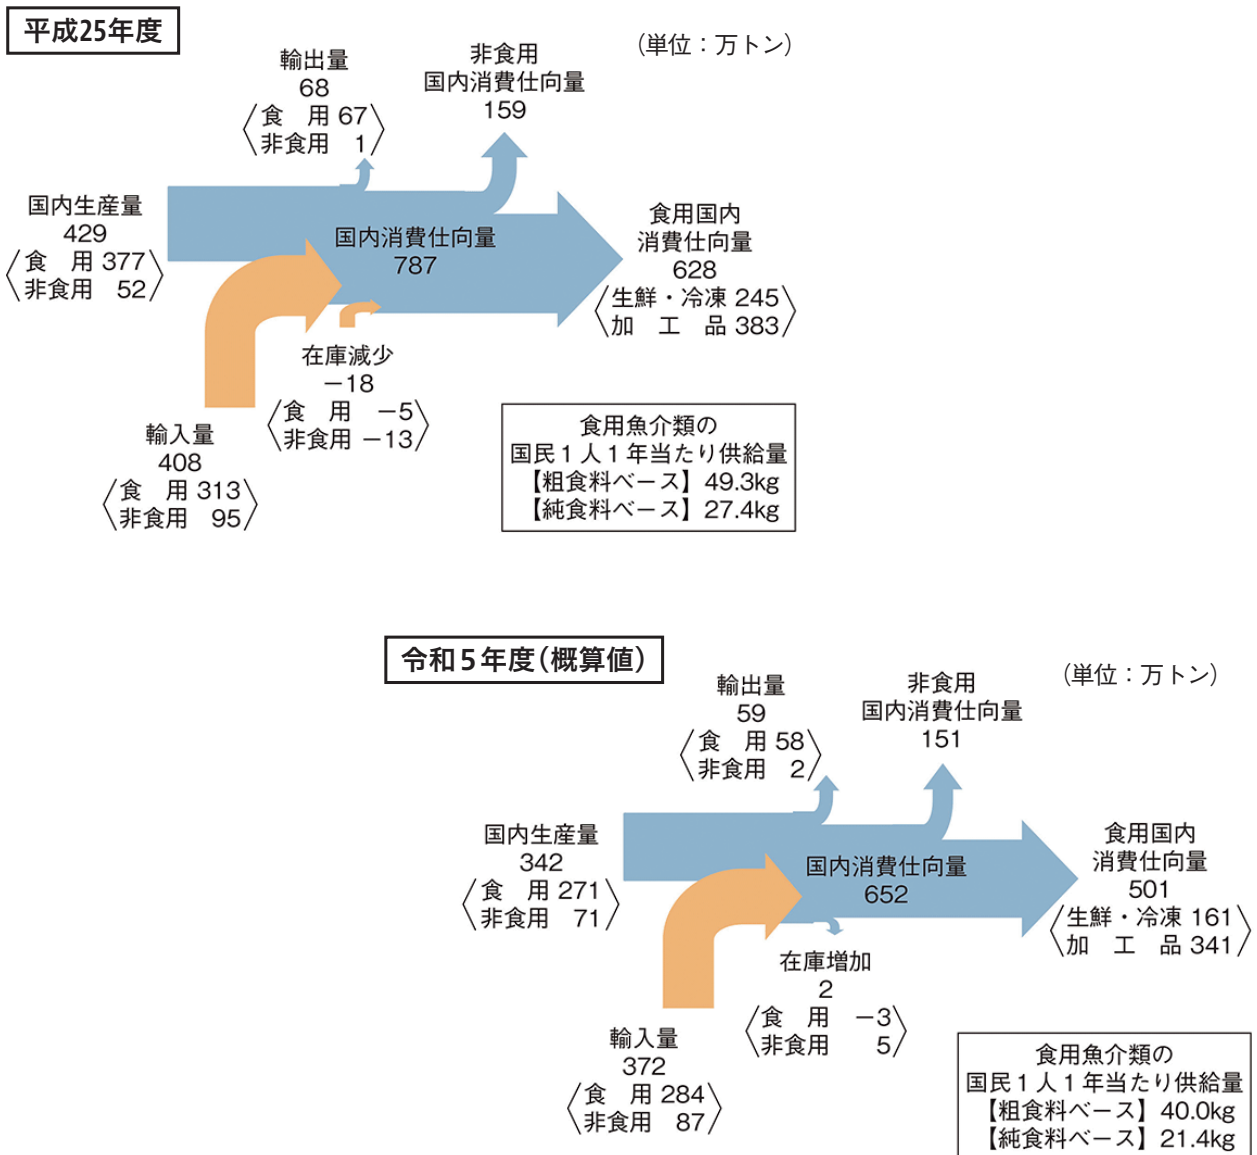 平成25年度
(単位：万トン)
輸出量
68
〈食　用 67
非食用　1〉
非食用
国内消費仕向量
159
国内生産量
429
〈食　用 377
非食用　52〉
国内消費仕向量
787
食用国内
消費仕向量
628
〈生鮮・冷凍 245
加　工　品 383〉
在庫減少
－18
〈食　用　－5
非食用 －13〉
輸入量
408
〈食　用 313
非食用　95〉
食用魚介類の
国民１人１年当たり供給量
【粗食料ベース】49.3kg
【純食料ベース】27.4kg
令和５年度（概算値）
(単位：万トン)
輸出量
59
〈食　用 58
非食用　2〉
非食用
国内消費仕向量
151
国内生産量
342
〈食　用 271
非食用　71〉
国内消費仕向量
652
食用国内
消費仕向量
501
〈生鮮・冷凍 161
加　工　品 341〉
在庫増加
2
〈食　用　－3
非食用　5〉
輸入量
372
〈食　用 284
非食用　87〉
食用魚介類の
国民１人１年当たり供給量
【粗食料ベース】40.0kg
【純食料ベース】21.4kg